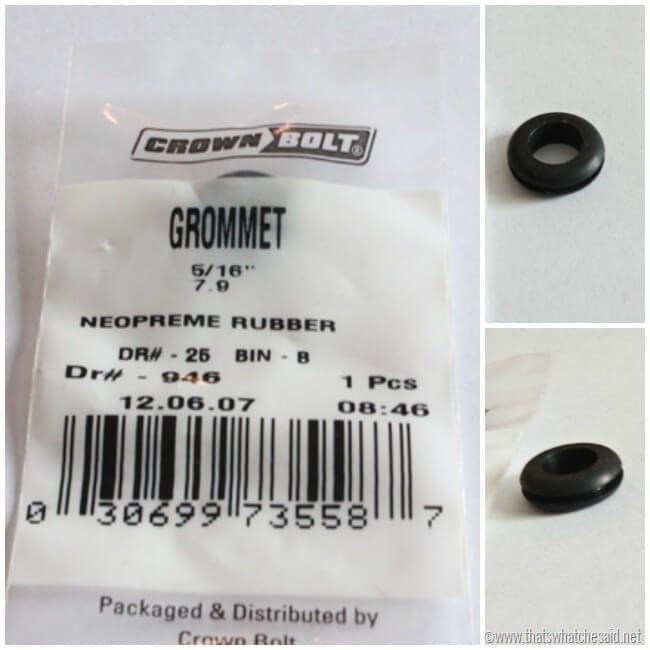 CROWN BOLT®
GROMMET
5/16"
7.9
NEOPREME RUBBER
DR# - 25 BIN - B
Dr# - 946 1 Pcs
12.06.07 08:46
0 30699 73558 7
Packaged & Distributed by
Crown Bolt
©www.thatswhatchesaid.net